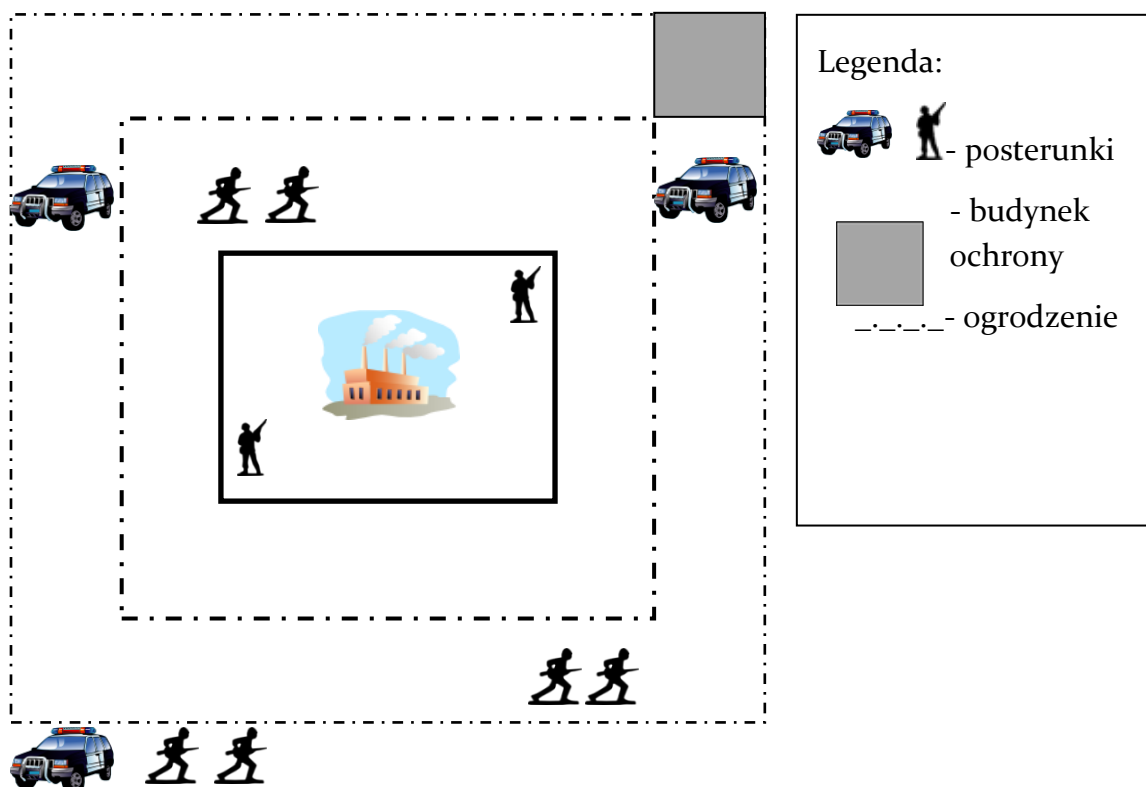 Legenda:
- posterunki
- budynek
ochrony
_._._._- ogrodzenie